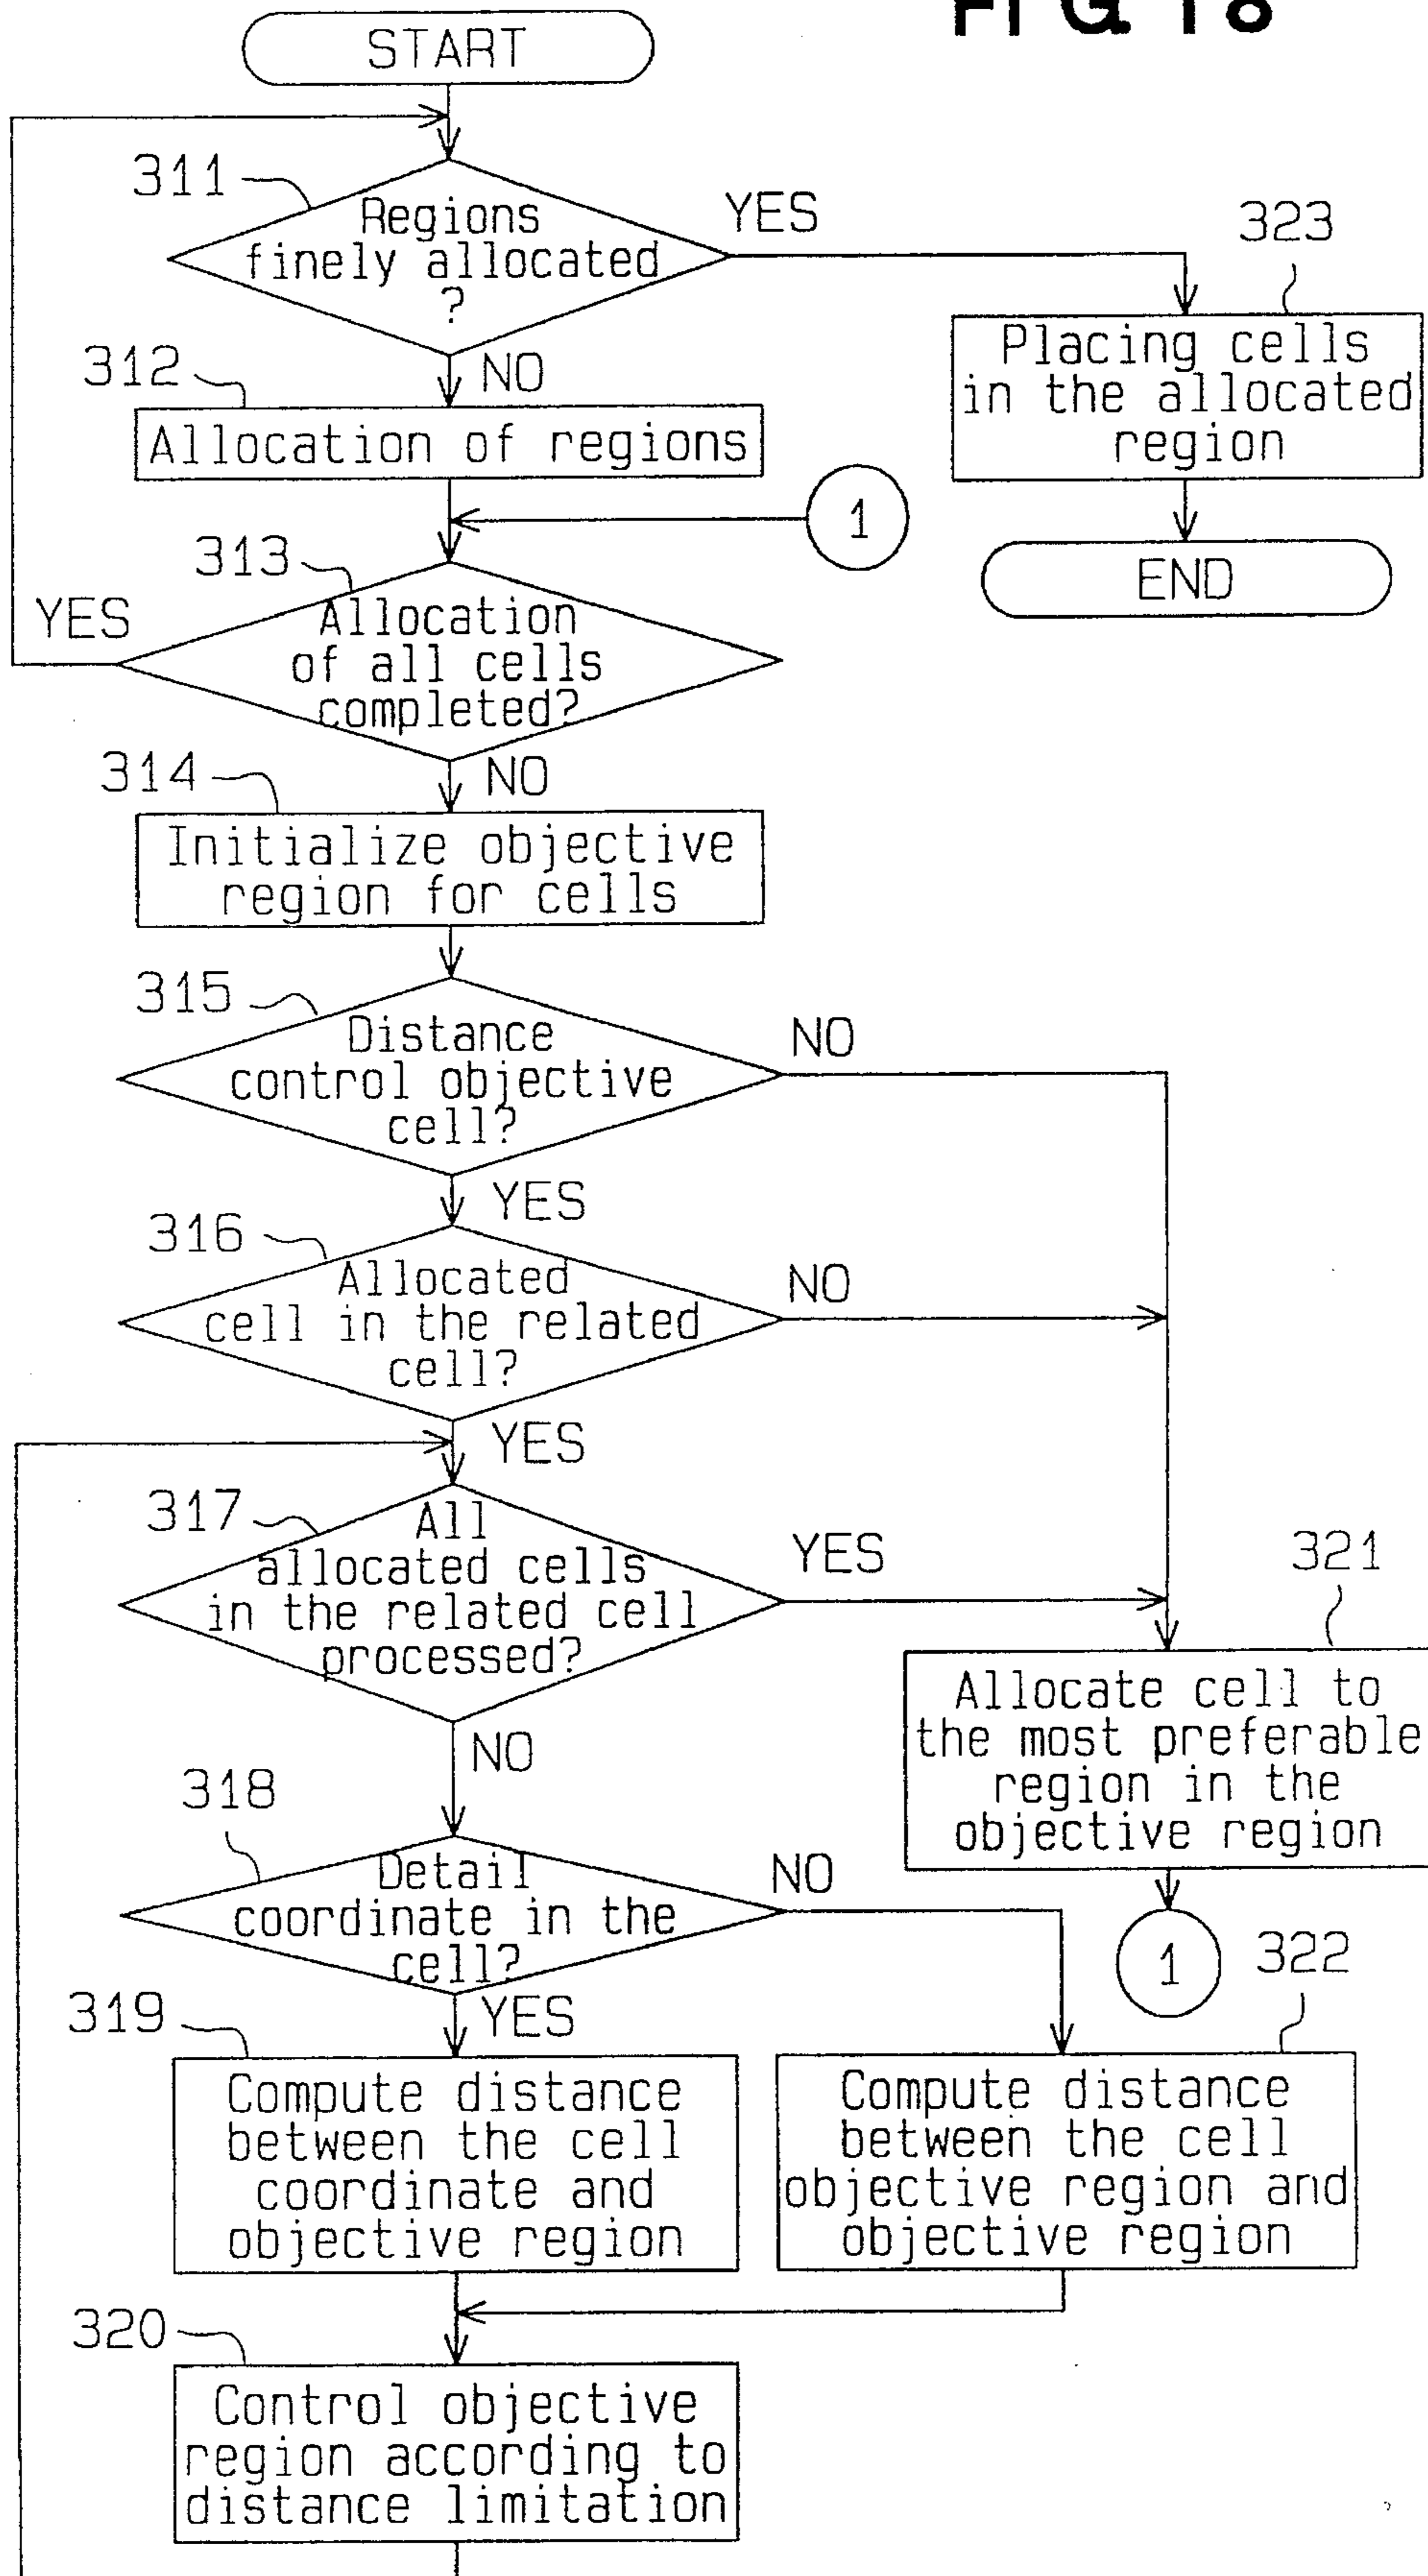 FIG 18
START
311
Regions
finely allocated
?
YES
323
Placing cells
in the allocated
region
END
NO
312
Allocation of regions
1
313
Allocation
of all cells
completed?
YES
NO
314
Initialize objective
region for cells
315
Distance
control objective
cell?
NO
YES
316
Allocated
cell in the related
cell?
NO
YES
317
All
allocated cells
in the related cell
processed?
YES
321
Allocate cell to
the most preferable
region in the
objective region
1
NO
318
Detail
coordinate in the
cell?
NO
322
YES
319
Compute distance
between the cell
coordinate and
objective region
Compute distance
between the cell
objective region and
objective region
320
Control objective
region according to
distance limitation